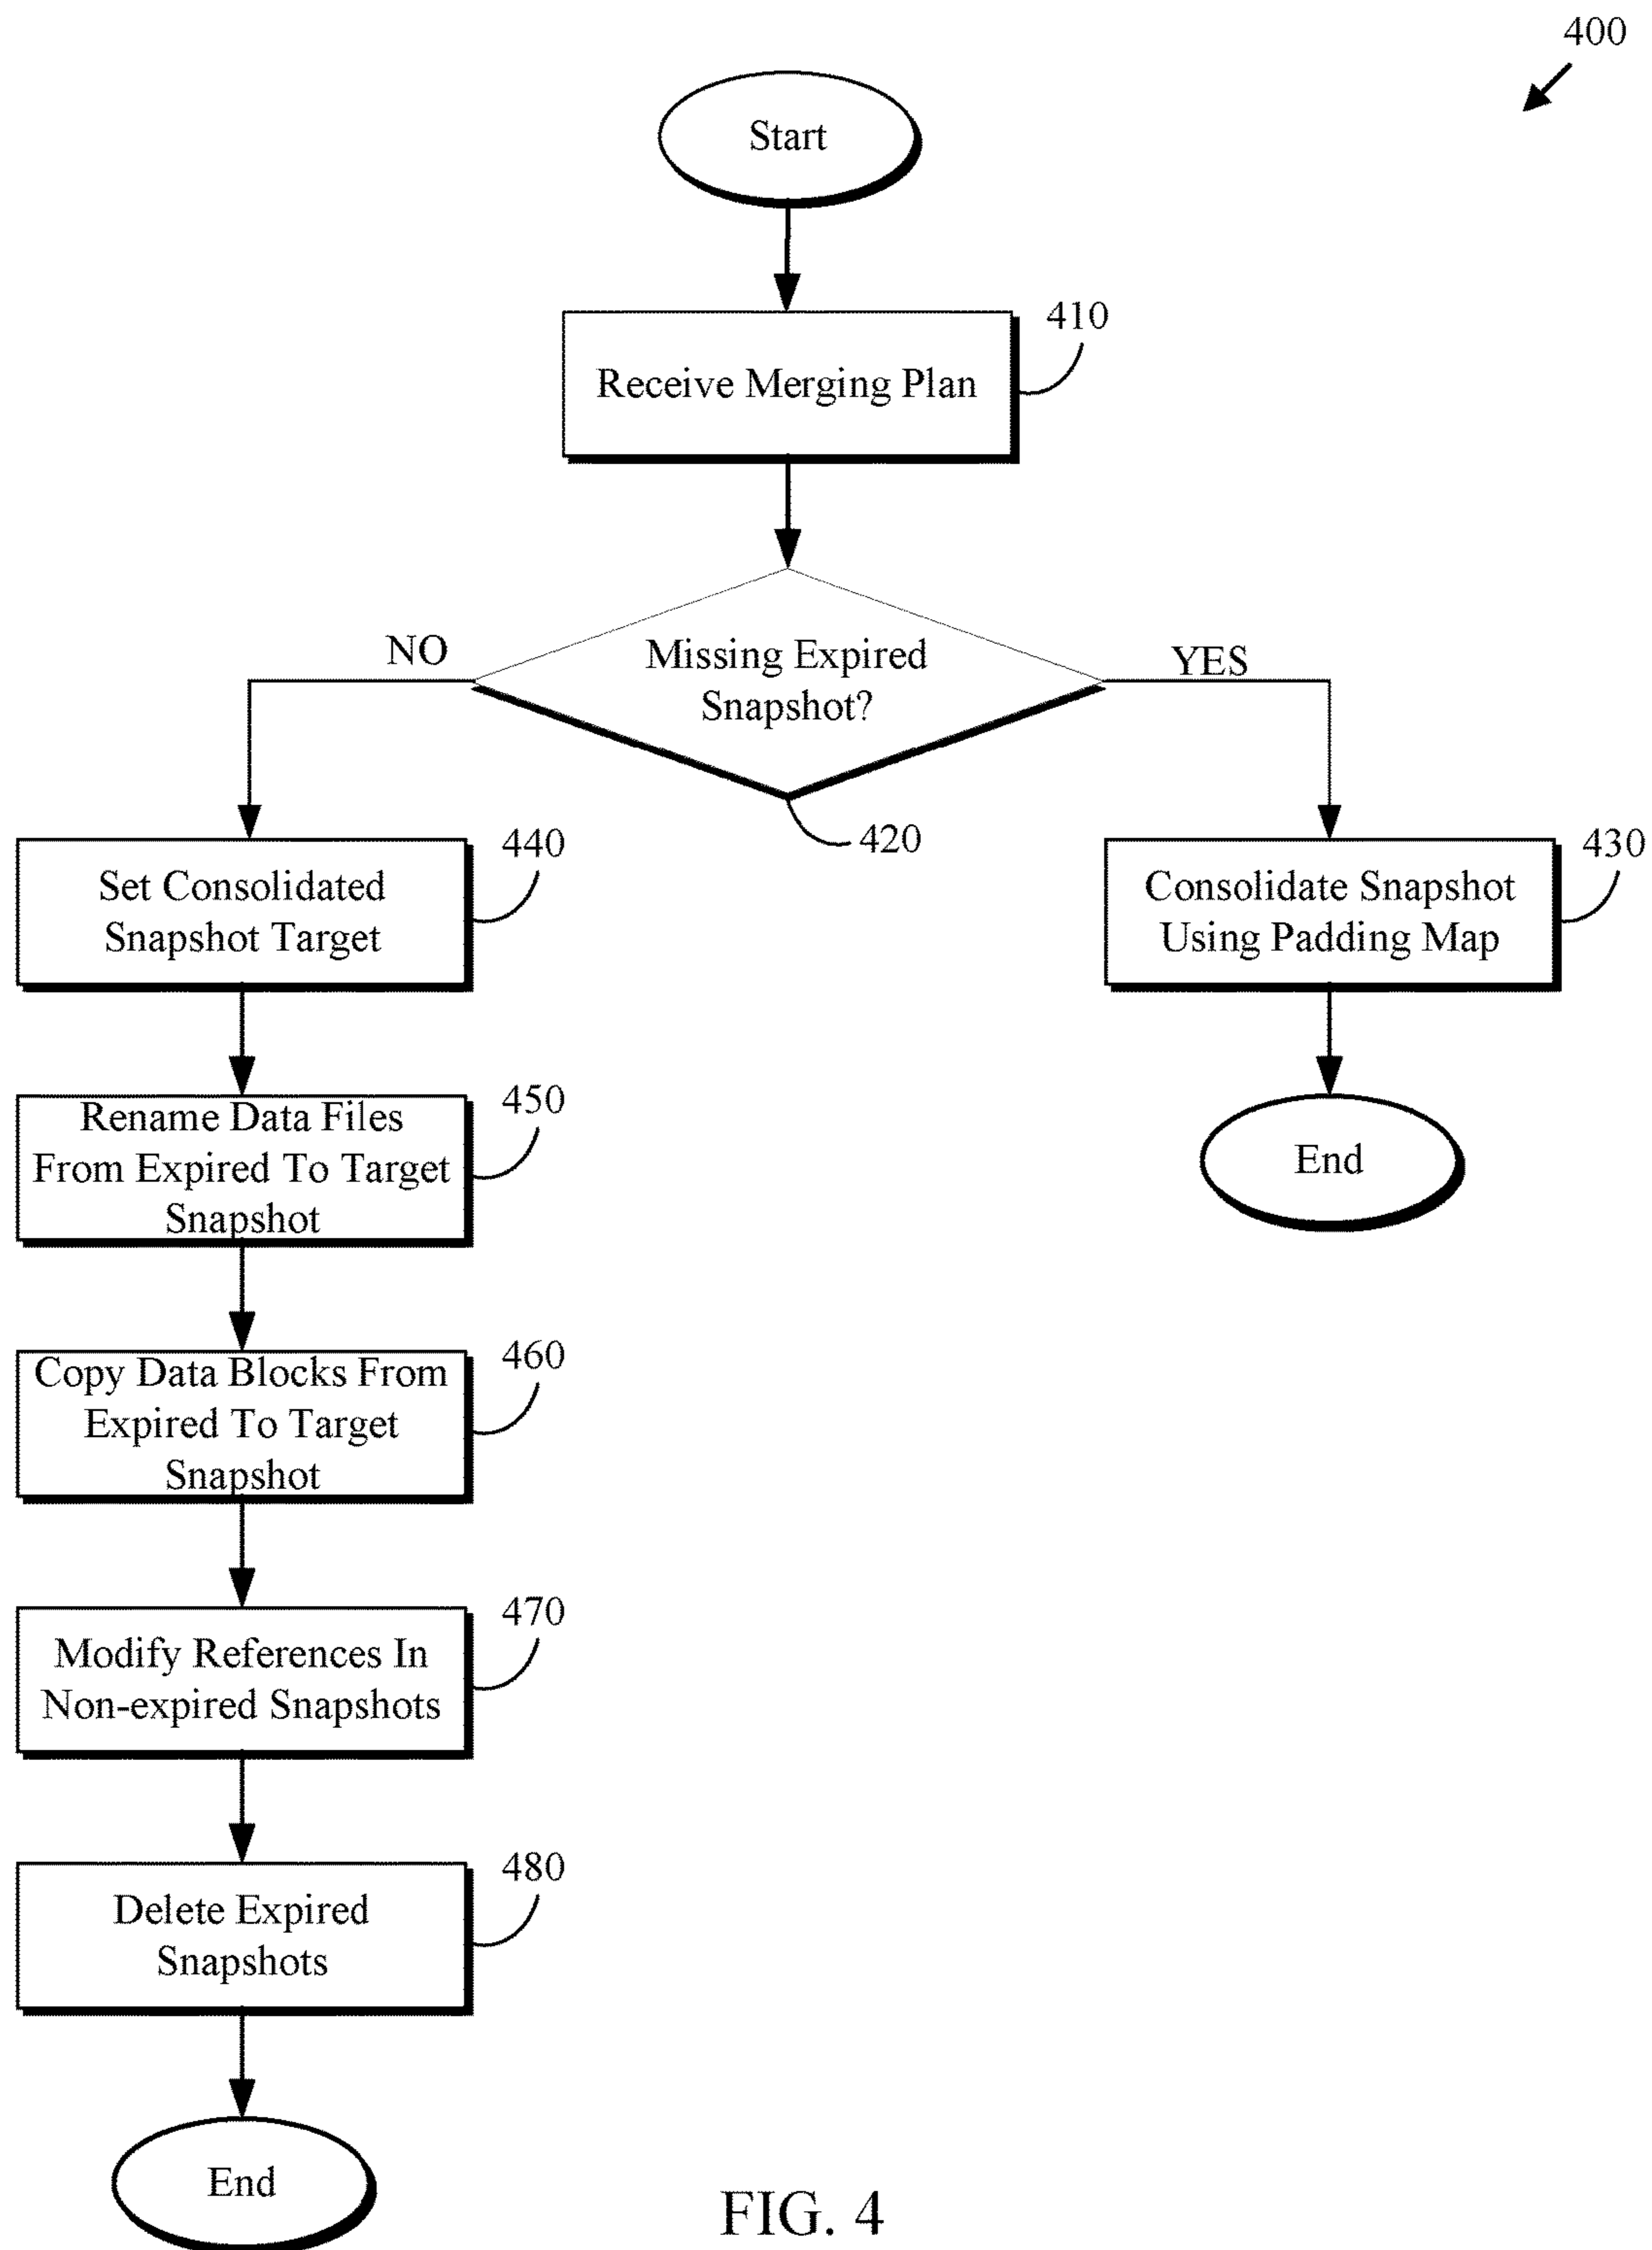 400
Start
410
Receive Merging Plan
NO
Missing Expired
Snapshot?
YES
420
440
Set Consolidated
Snapshot Target
430
Consolidate Snapshot
Using Padding Map
450
Rename Data Files
From Expired To Target
Snapshot
End
460
Copy Data Blocks From
Expired To Target
Snapshot
470
Modify References In
Non-expired Snapshots
480
Delete Expired
Snapshots
End
FIG. 4